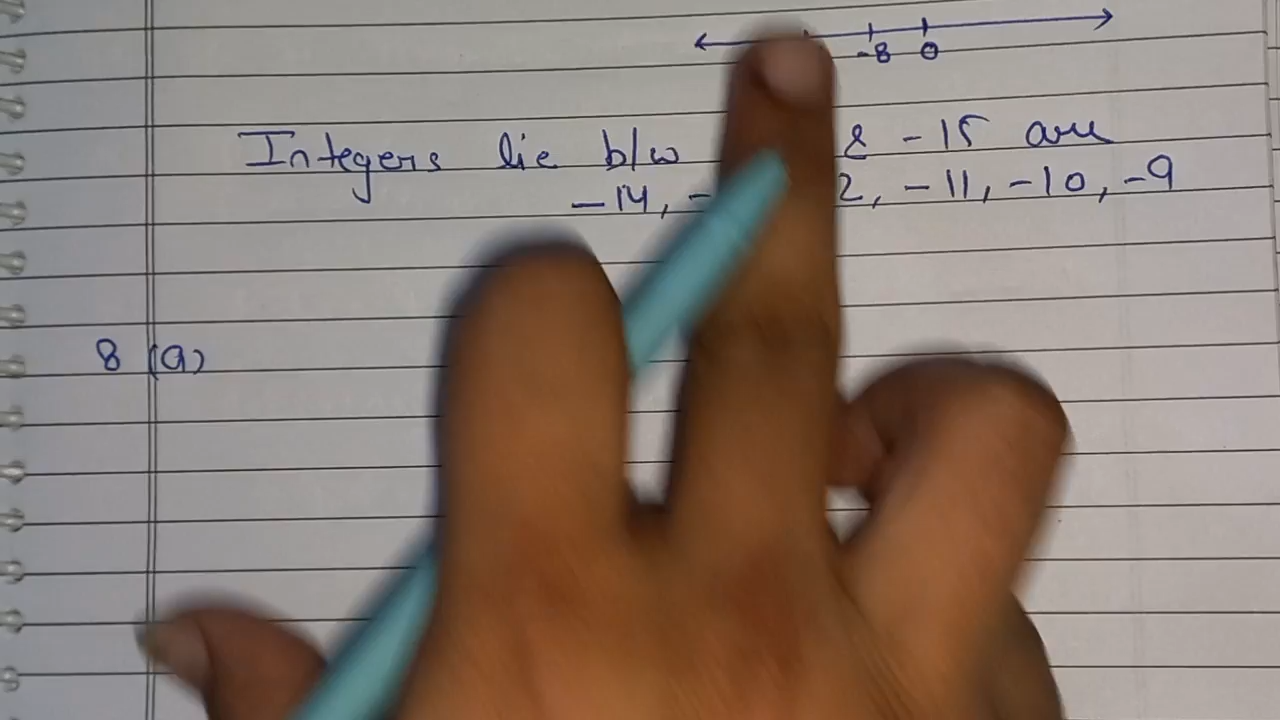 -8 0
Integers lie b/w & -15 are
-14, - 2, -11, -10, -9
8 (a)